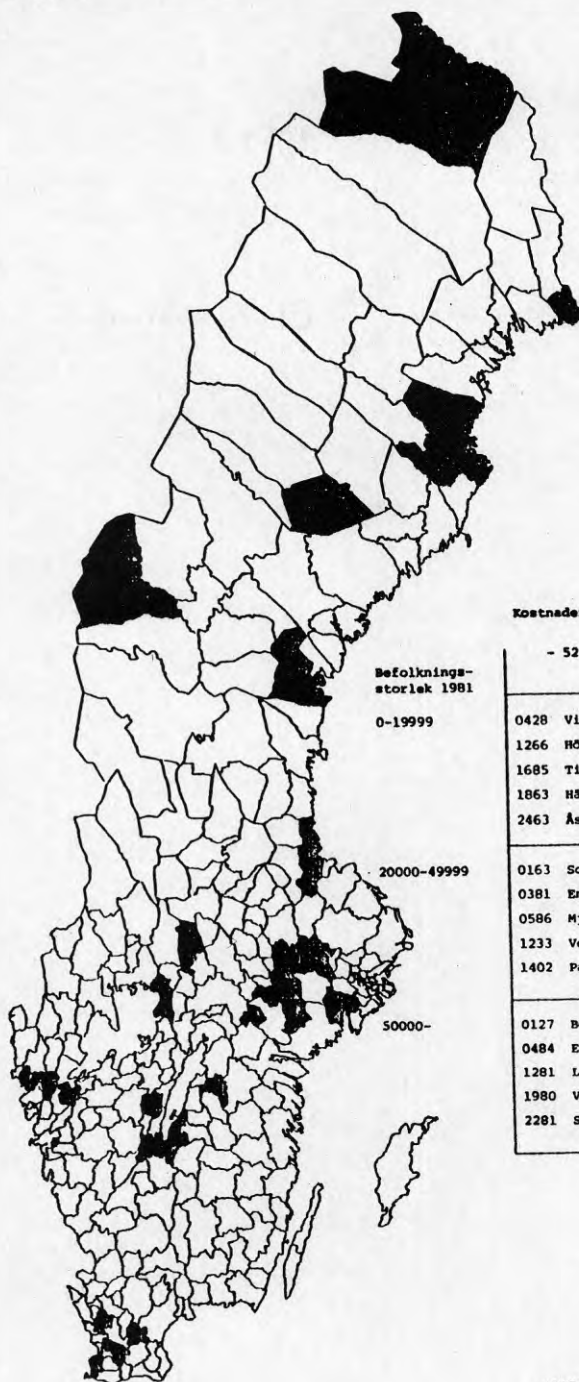 Kostnade
- 52
Befolknings-
storlek 1981
0-19999
0428 Vi
1266 Hö
1685 Ti
1863 Hä
2463 Ås
20000-49999
0163 So
0381 En
0586 Mj
1233 Ve
1402 Pa
50000-
0127 B
0484 E
1281 L
1980 V
2281 S